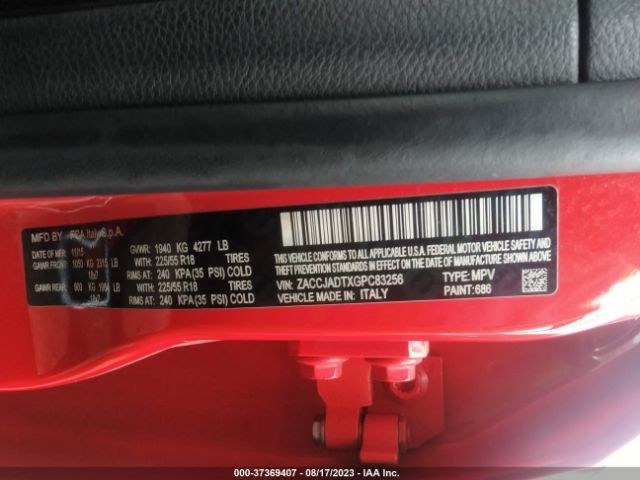 MFD BY FCA Italy S.p.A.
DATE OF MFR 11/15 GVWR: 1940 KG 4277 LB
GAWR FRONT 1050 KG 2315 LB WITH: 225/55 R18 TIRES
18x7 RIMS AT: 240 KPA(35 PSI) COLD
GAWR REAR 900 KG 1984 LB WITH: 225/55 R18 TIRES
18x7 RIMS AT: 240 KPA(35 PSI) COLD
THIS VEHICLE CONFORMS TO ALL APPLICABLE U.S.A. FEDERAL MOTOR
VEHICLE SAFETY, BUMPER, AND THEFT PREVENTION STANDARDS IN
EFFECT ON THE DATE OF MANUFACTURE SHOWN ABOVE.
VIN: ZACCJADTXGPC83256 TYPE: MPV
VEHICLE MADE IN: ITALY PAINT: 686
000-37369407 - 08/17/2023 - IAA Inc.